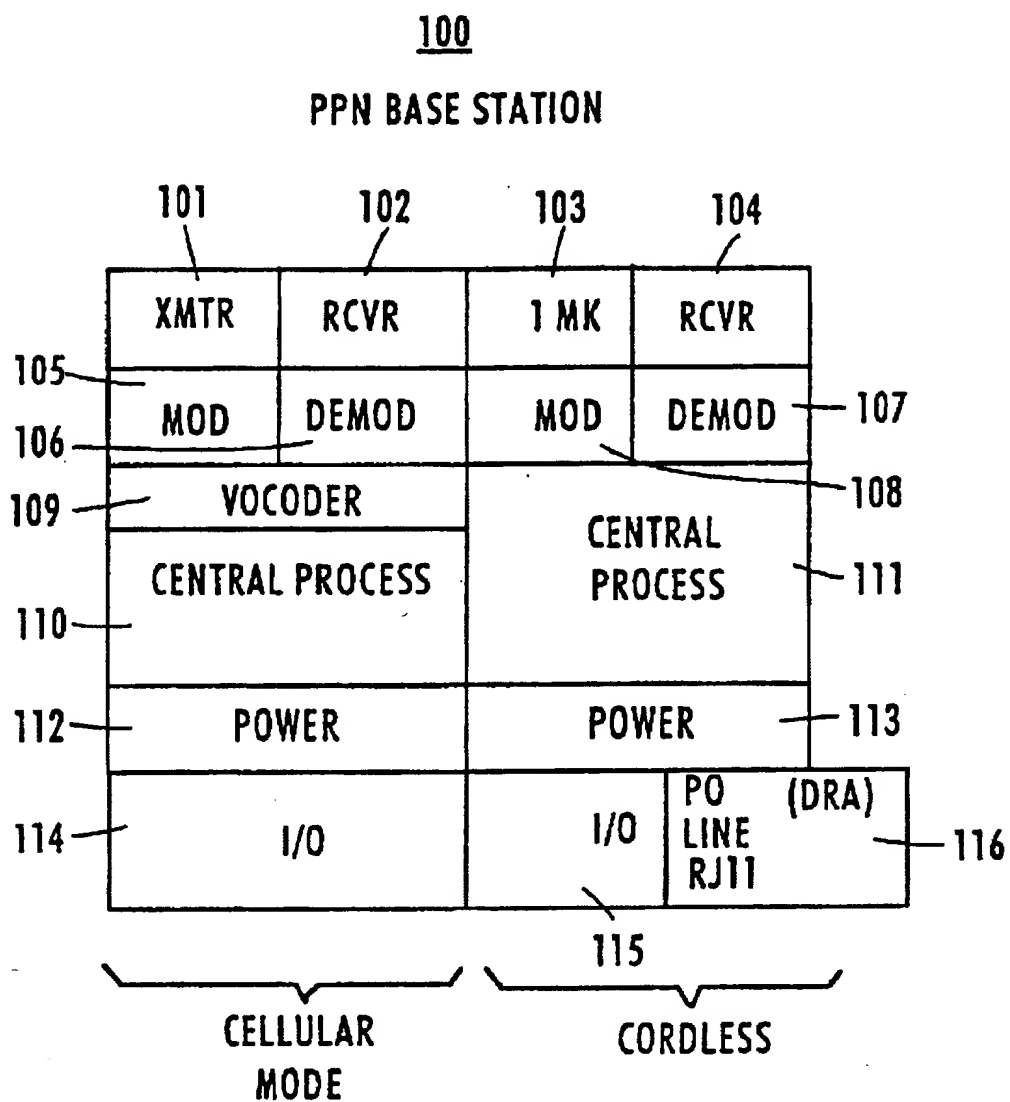 100
PPN BASE STATION
101 102 103 104
XMTR RCVR 1 MK RCVR
105
MOD DEMOD MOD DEMOD 107
106
109 VOCODER 108
CENTRAL PROCESS CENTRAL
PROCESS 111
110
112 POWER POWER 113
PO (DRA)
114 I/O I/O LINE 116
RJ11
115
CELLULAR
MODE
CORDLESS